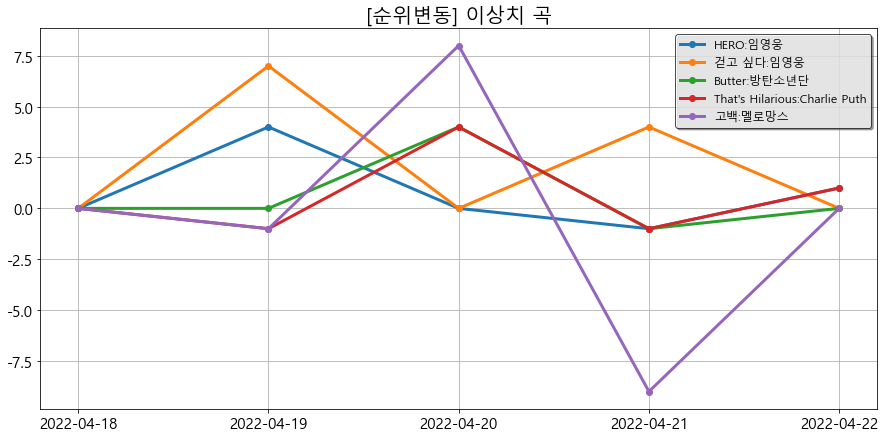 [순위변동] 이상치 곡
HERO:임영웅
걷고 싶다:임영웅
Butter:방탄소년단
That's Hilarious:Charlie Puth
고백:멜로망스
7.5
5.0
2.5
0.0
-2.5
-5.0
-7.5
2022-04-18
2022-04-19
2022-04-20
2022-04-21
2022-04-22